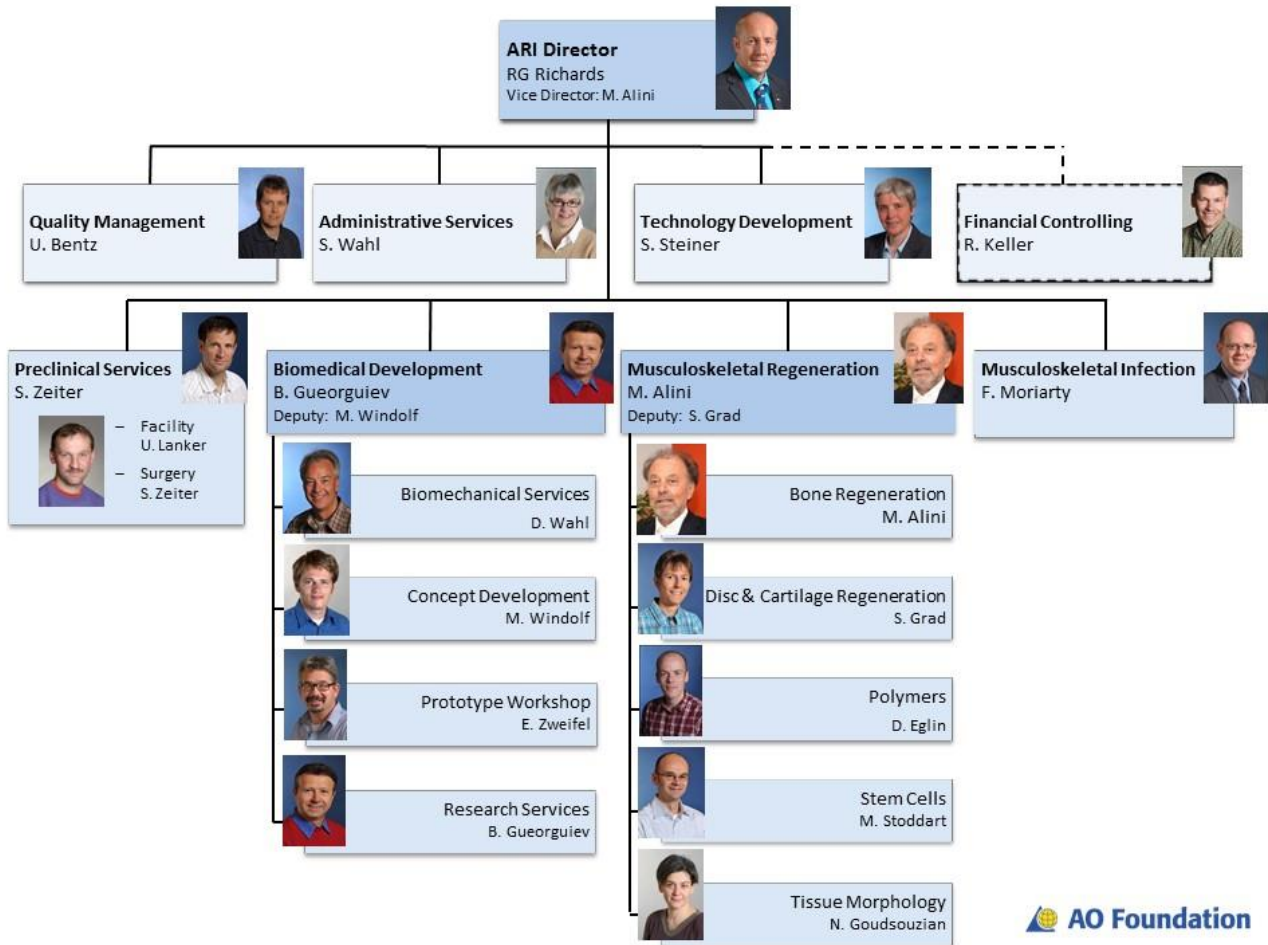 ARI Director
RG Richards
Vice Director: M. Alini
Quality Management
U. Bentz
Administrative Services
S. Wahl
Technology Development
S. Steiner
Financial Controlling
R. Keller
Preclinical Services
S. Zeiter
– Facility
U. Lanker
– Surgery
S. Zeiter
Biomedical Development
B. Gueorguiev
Deputy: M. Windolf
Biomechanical Services
D. Wahl
Concept Development
M. Windolf
Prototype Workshop
E. Zweifel
Research Services
B. Gueorguiev
Musculoskeletal Regeneration
M. Alini
Deputy: S. Grad
Bone Regeneration
M. Alini
Disc & Cartilage Regeneration
S. Grad
Polymers
D. Eglin
Stem Cells
M. Stoddart
Tissue Morphology
N. Goudsouzian
Musculoskeletal Infection
F. Moriarty
AO Foundation